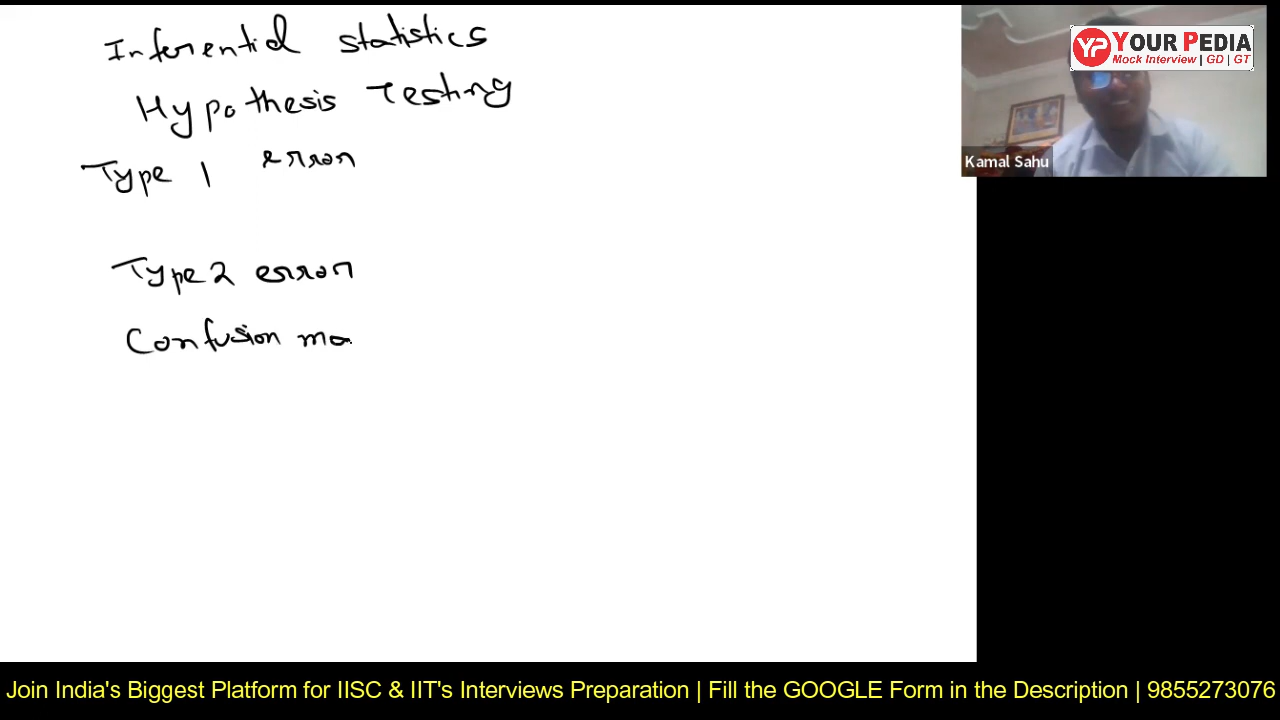 Inferential statistics
Hypothesis Testing
Type 1 error
Type 2 error
Confusion ma
YP YOUR PEDIA
Mock Interview | GD | GT
Kamal Sahu
Join India's Biggest Platform for IISC & IIT's Interviews Preparation | Fill the GOOGLE Form in the Description | 9855273076